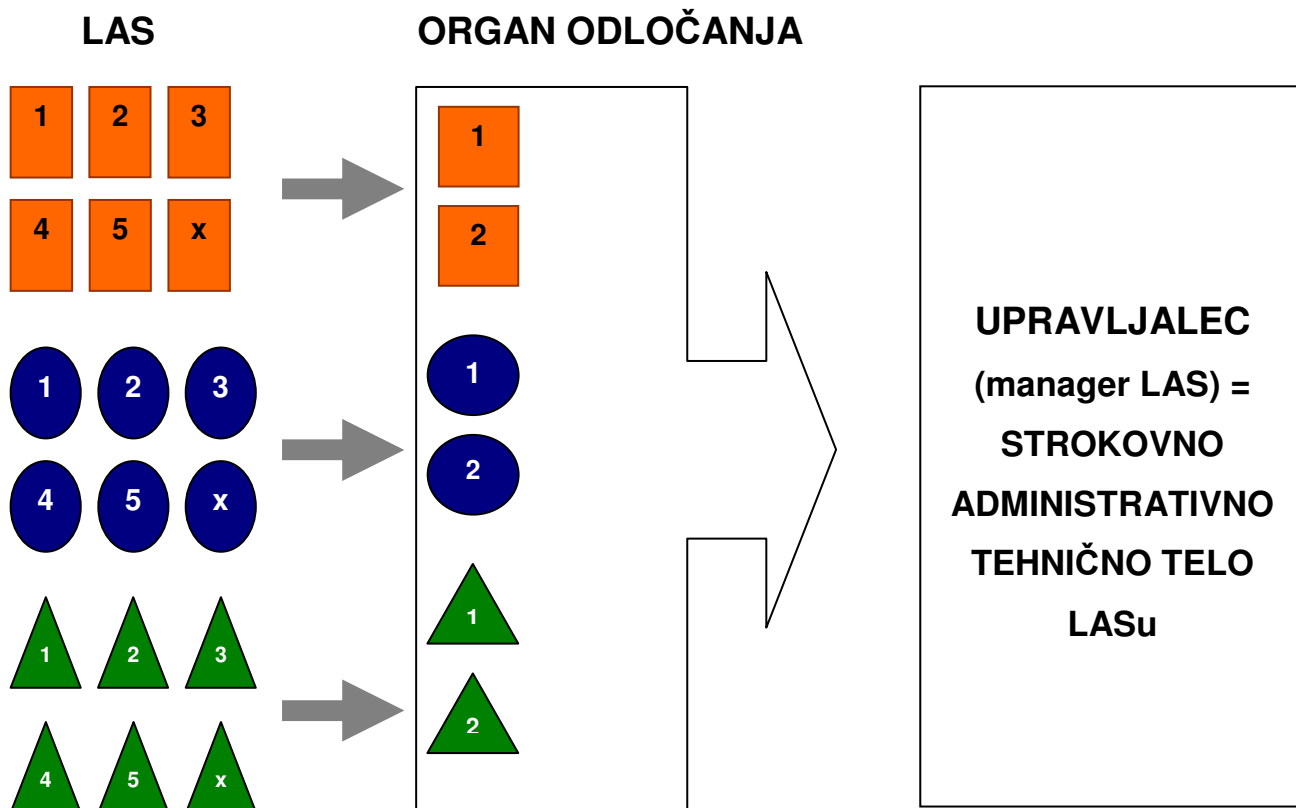 LAS
ORGAN ODLOČANJA
1 2 3
4 5 x
1
2
1 2 3
4 5 x
1
2
1 2 3
4 5 x
1
2
UPRAVLJALEC
(manager LAS) =
STROKOVNO
ADMINISTRATIVNO
TEHNIČNO TELO
LASu